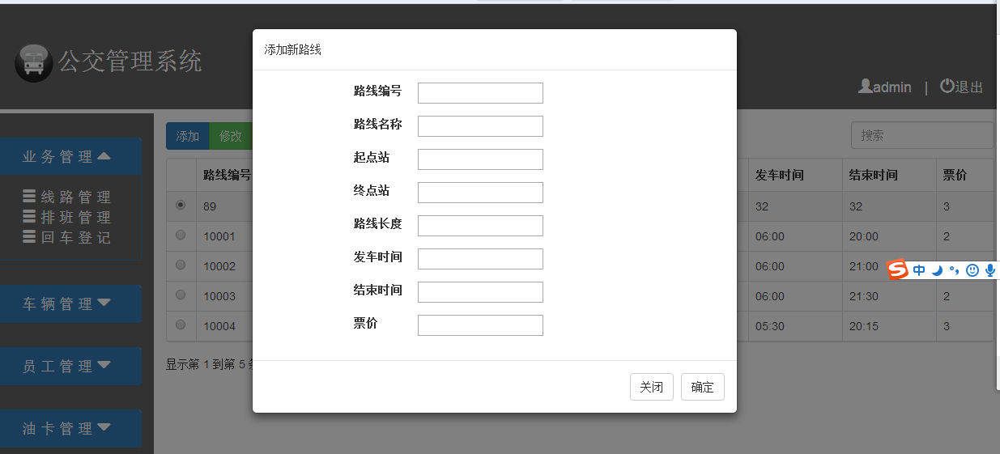 公交管理系统
admin | 退出
业务管理
线路管理
排班管理
回车登记
车辆管理
员工管理
油卡管理
添加 修改
搜索
路线编号 发车时间 结束时间 票价
89 32 32 3
10001 06:00 20:00 2
10002 06:00 21:00
10003 06:00 21:30 2
10004 05:30 20:15 3
显示第 1 到第 5
添加新路线
路线编号
路线名称
起点站
终点站
路线长度
发车时间
结束时间
票价
关闭 确定
S中